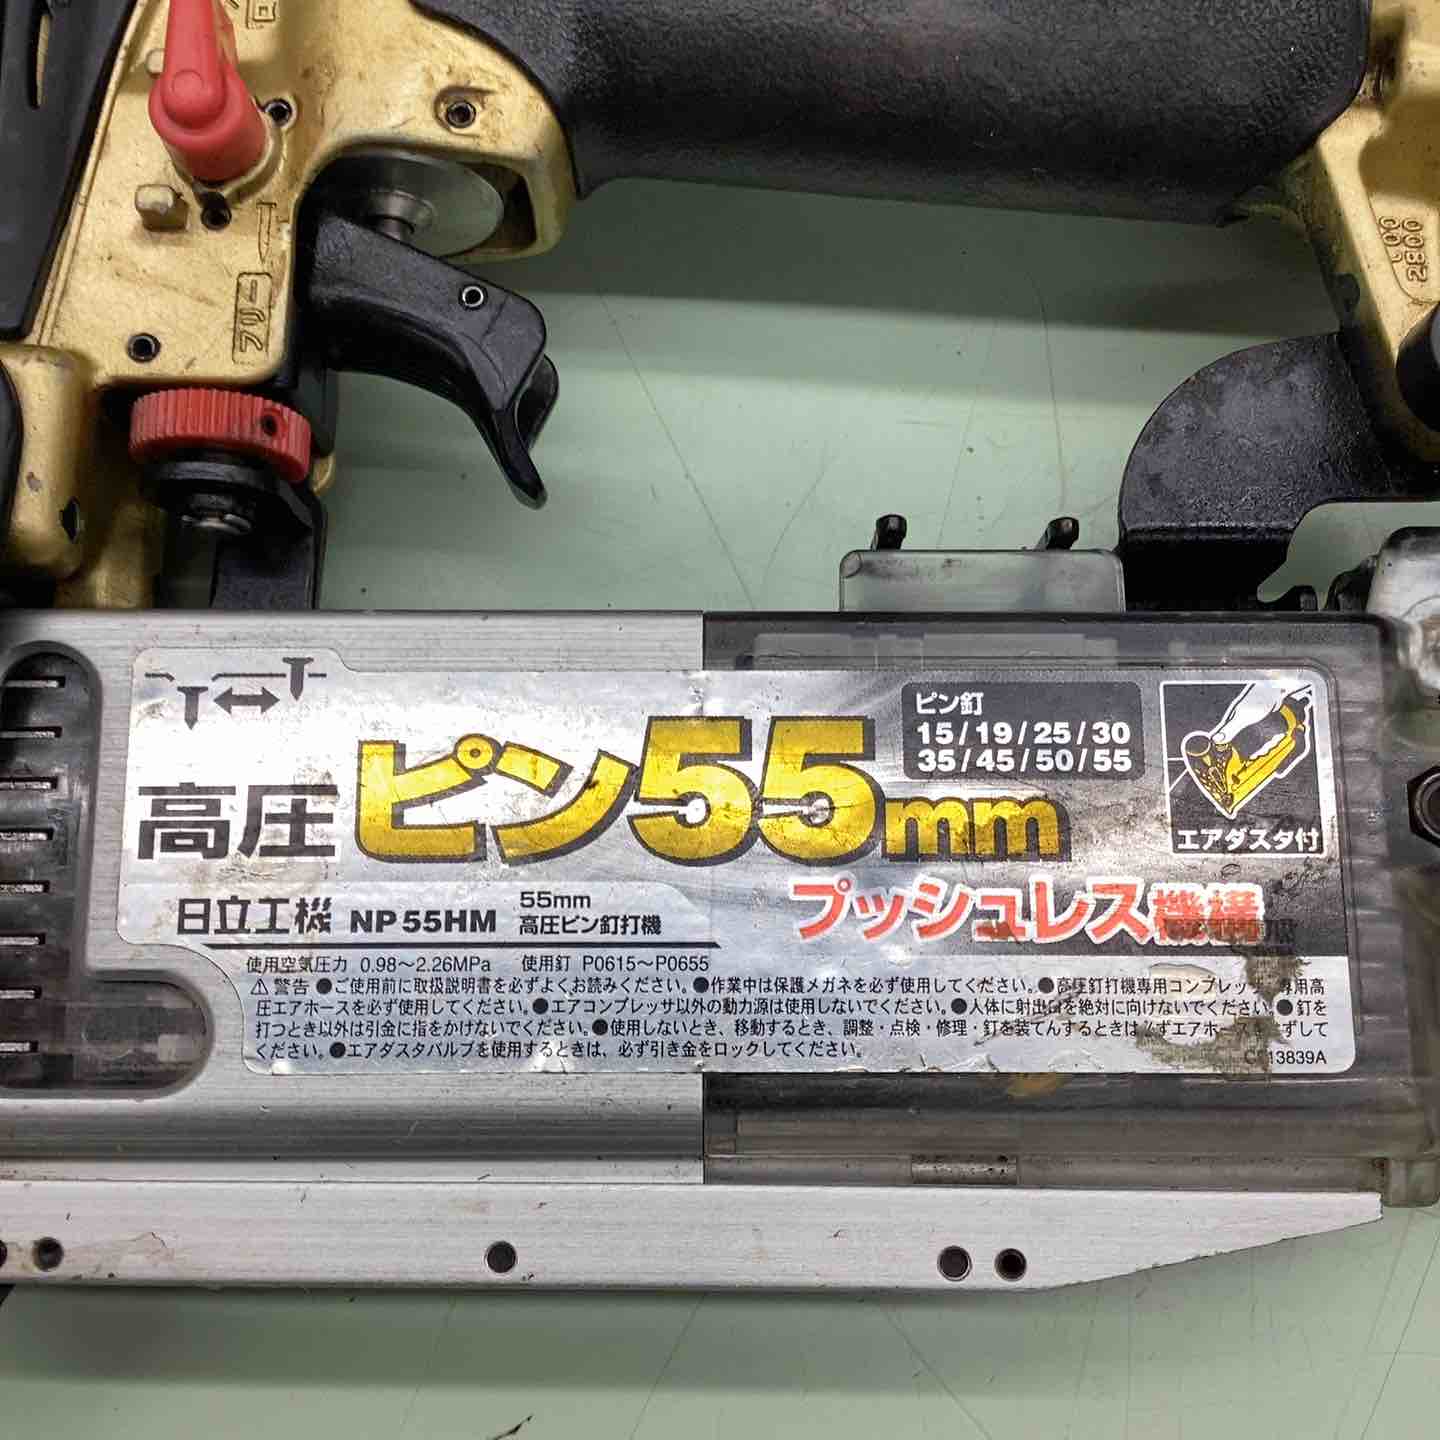 フリー
2800
高圧 ピン55mm
ピン釘
15/19/25/30
35/45/50/55
エアダスタ付
プッシュレス機構
日立工機 NP55HM 55mm
高圧ピン釘打機
使用空気圧力 0.98～2.26MPa 使用釘 P0615～P0655
⚠ 警告 ●ご使用前に取扱説明書を必ずよくお読みください。●作業中は保護メガネを必ず使用してください。●高圧釘打機専用コンプレッサ 専用高
圧エアホースを必ず使用してください。●エアコンプレッサ以外の動力源は使用しないでください。●人体に射出口を絶対に向けないでください。●釘を
打つとき以外は引金に指をかけないでください。●使用しないとき、移動するとき、調整・点検・修理・釘を装てんするときは必ずエアホースをはずして
ください。●エアダスタバルブを使用するときは、必ず引き金をロックしてください。
13839A